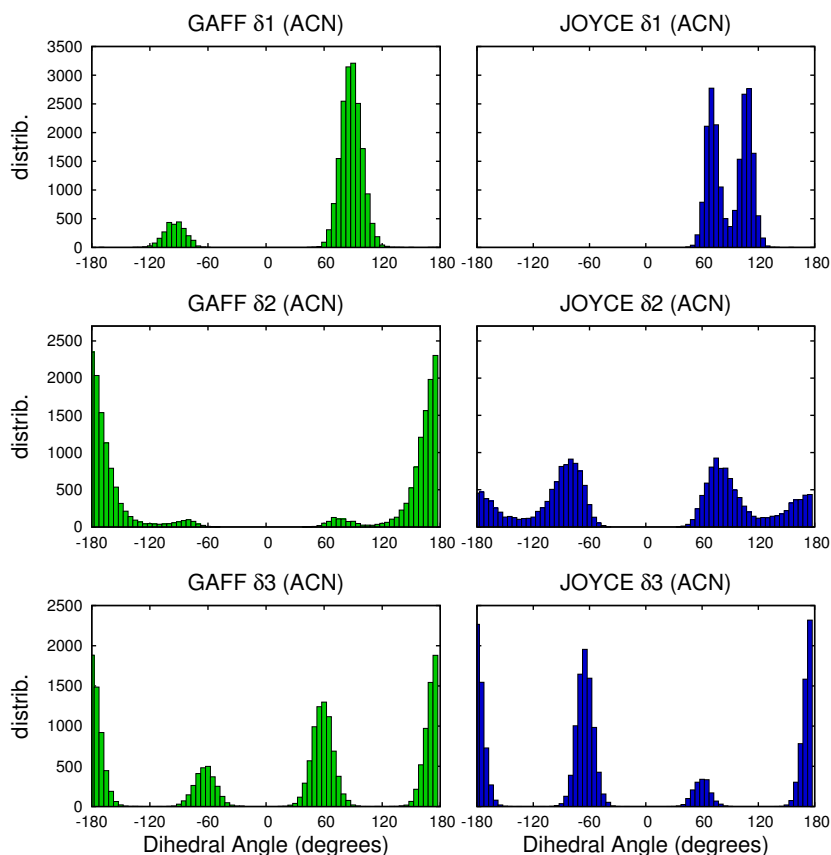 GAFF δ1 (ACN)
JOYCE δ1 (ACN)
3500
3000
2500
2000
1500
1000
500
0
distrib.
-180 -120 -60 0 60 120 180
-180 -120 -60 0 60 120 180
GAFF δ2 (ACN)
JOYCE δ2 (ACN)
2500
2000
1500
1000
500
0
distrib.
-180 -120 -60 0 60 120 180
-180 -120 -60 0 60 120 180
GAFF δ3 (ACN)
JOYCE δ3 (ACN)
2500
2000
1500
1000
500
0
distrib.
-180 -120 -60 0 60 120 180
-180 -120 -60 0 60 120 180
Dihedral Angle (degrees)
Dihedral Angle (degrees)